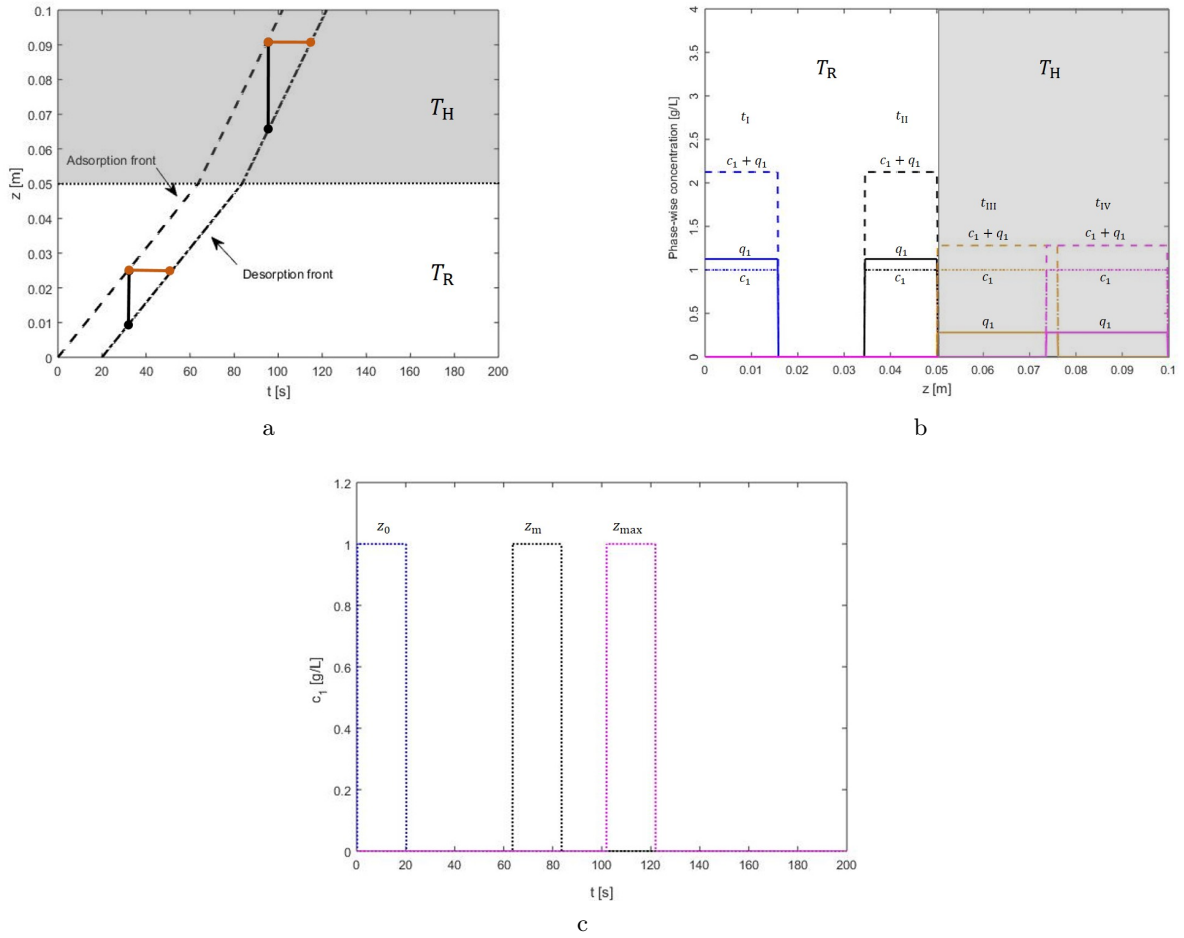 0.1
0.09
0.08
0.07
0.06
0.05
0.04
0.03
0.02
0.01
0
z [m]
T_H
Adsorption front
Desorption front
T_R
0 20 40 60 80 100 120 140 160 180 200
t [s]
a
4
3.5
3
2.5
2
1.5
1
0.5
0
Phase-wise concentration [g/L]
T_R T_H
t_I t_II
c_1 + q_1 c_1 + q_1
t_III t_IV
c_1 + q_1 c_1 + q_1
q_1 q_1
c_1 c_1 c_1 c_1
q_1 q_1
0 0.01 0.02 0.03 0.04 0.05 0.06 0.07 0.08 0.09 0.1
z [m]
b
1.2
1
0.8
0.6
0.4
0.2
0
c_1 [g/L]
z_0 z_m z_max
0 20 40 60 80 100 120 140 160 180 200
t [s]
c